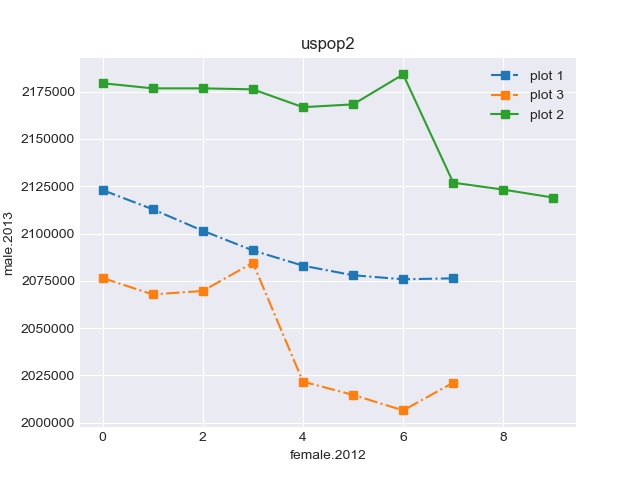 uspop2
plot 1
plot 3
plot 2
2175000
2150000
2125000
2100000
2075000
2050000
2025000
2000000
male.2013
0 2 4 6 8
female.2012